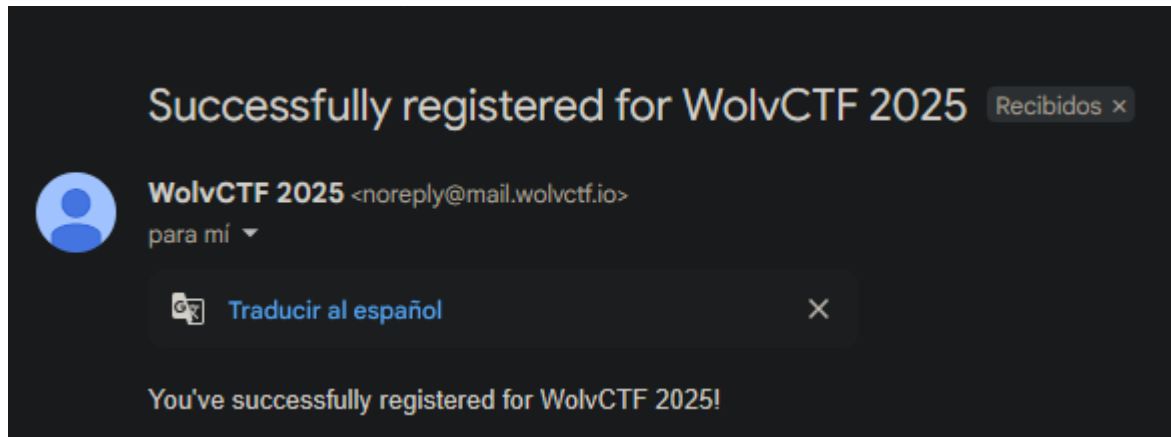 Successfully registered for WolvCTF 2025 Recibidos ×
WolvCTF 2025 <noreply@mail.wolvctf.io>
para mí
Traducir al español
You've successfully registered for WolvCTF 2025!